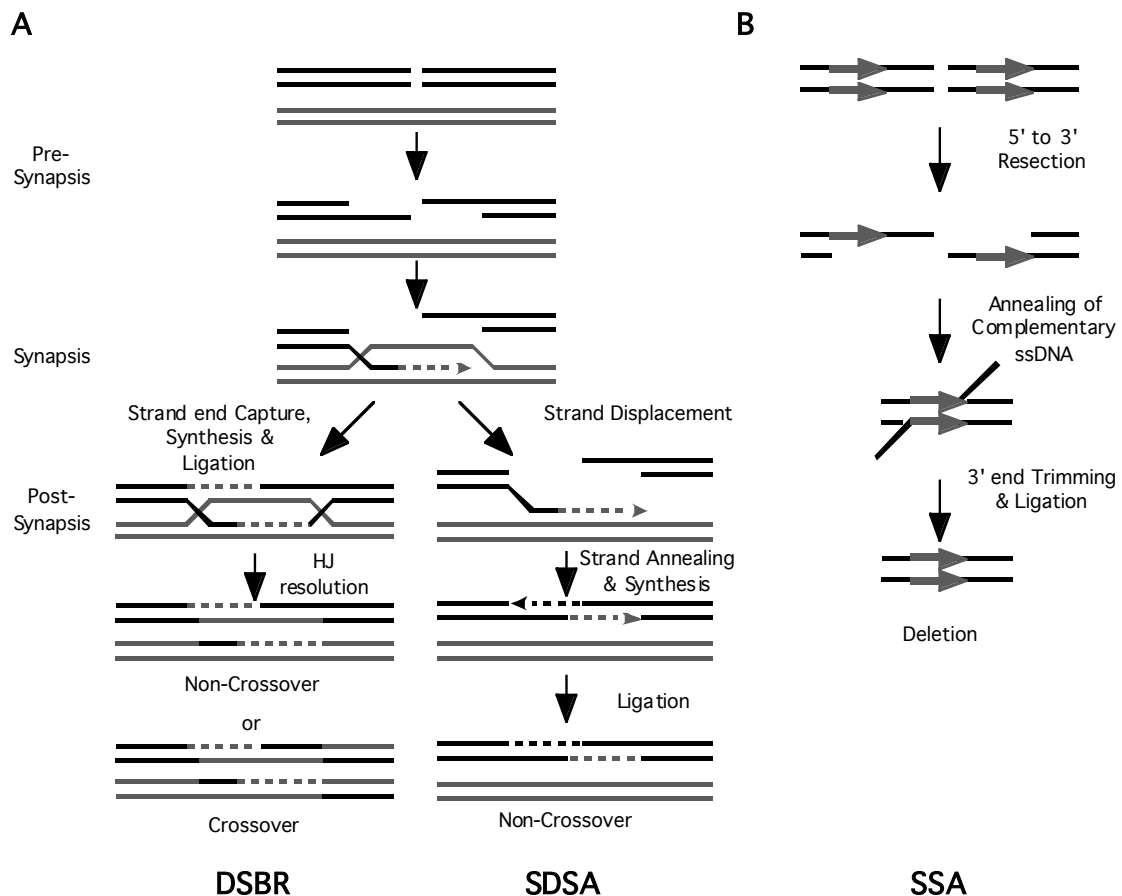 A
Pre-
Synapsis
Synapsis
Strand end Capture,
Synthesis &
Ligation
Strand Displacement
Post-
Synapsis
HJ
resolution
Strand Annealing
& Synthesis
Non-Crossover
or
Crossover
Ligation
Non-Crossover
DSBR
SDSA
B
5' to 3'
Resection
Annealing of
Complementary
ssDNA
3' end Trimming
& Ligation
Deletion
SSA